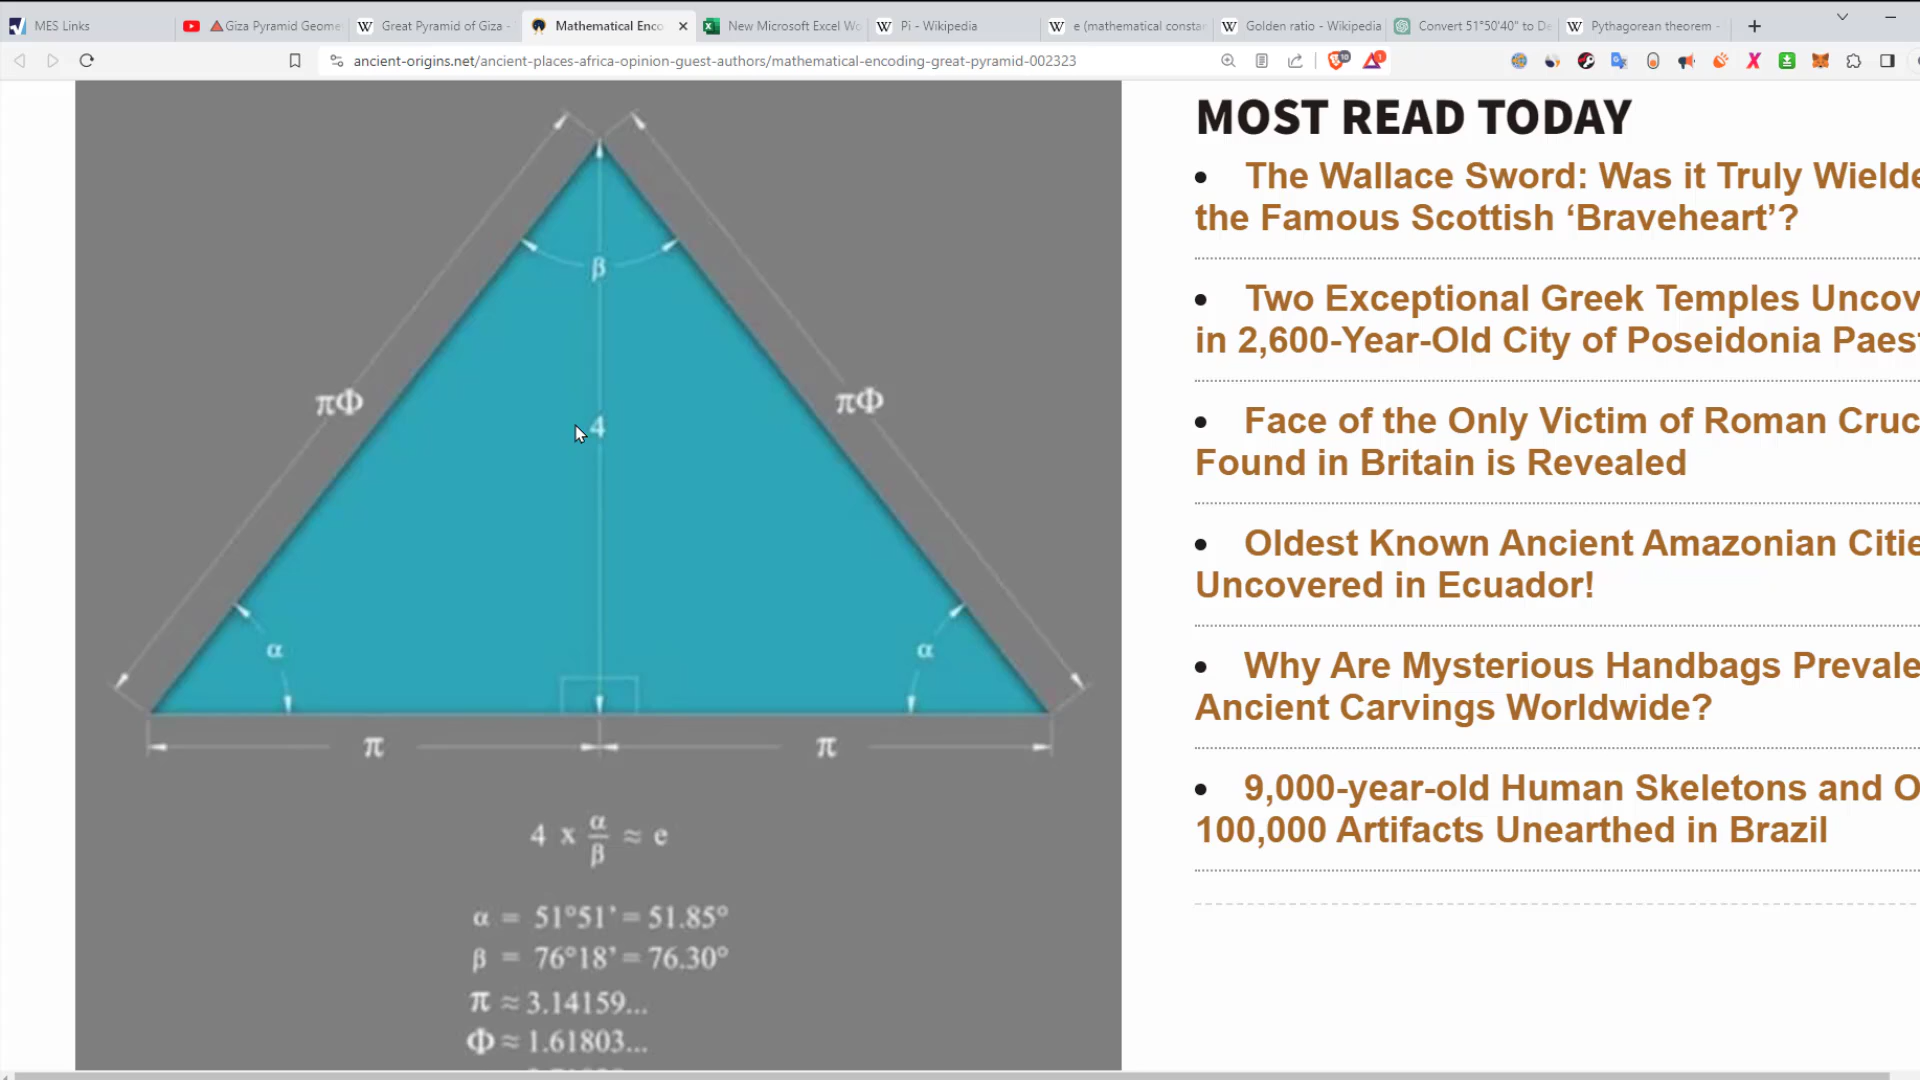 MES Links
Giza Pyramid Geome
Great Pyramid of Giza -
Mathematical Enco
New Microsoft Excel Wo
Pi - Wikipedia
e (mathematical constan
Golden ratio - Wikipedia
Convert 51°50'40" to De
Pythagorean theorem -
ancient-origins.net/ancient-places-africa-opinion-guest-authors/mathematical-encoding-great-pyramid-002323
β
πΦ
πΦ
4
α
α
π
π
4 x α/β ≈ e
α = 51°51’ = 51.85°
β = 76°18’ = 76.30°
π ≈ 3.14159...
Φ ≈ 1.61803...
MOST READ TODAY
The Wallace Sword: Was it Truly Wielde
the Famous Scottish ‘Braveheart’?
Two Exceptional Greek Temples Uncov
in 2,600-Year-Old City of Poseidonia Paes
Face of the Only Victim of Roman Cruc
Found in Britain is Revealed
Oldest Known Ancient Amazonian Citie
Uncovered in Ecuador!
Why Are Mysterious Handbags Prevale
Ancient Carvings Worldwide?
9,000-year-old Human Skeletons and O
100,000 Artifacts Unearthed in Brazil